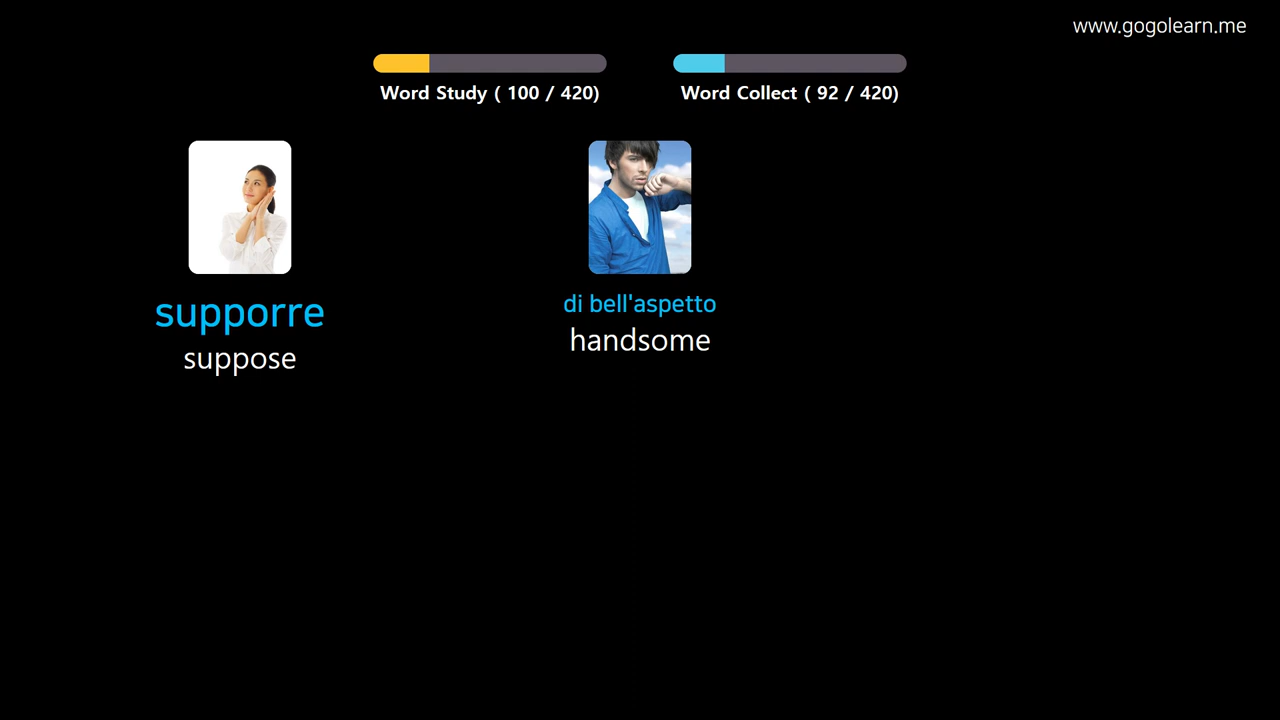 www.gogolearn.me
Word Study ( 100 / 420)
Word Collect ( 92 / 420)
supporre
suppose
di bell'aspetto
handsome